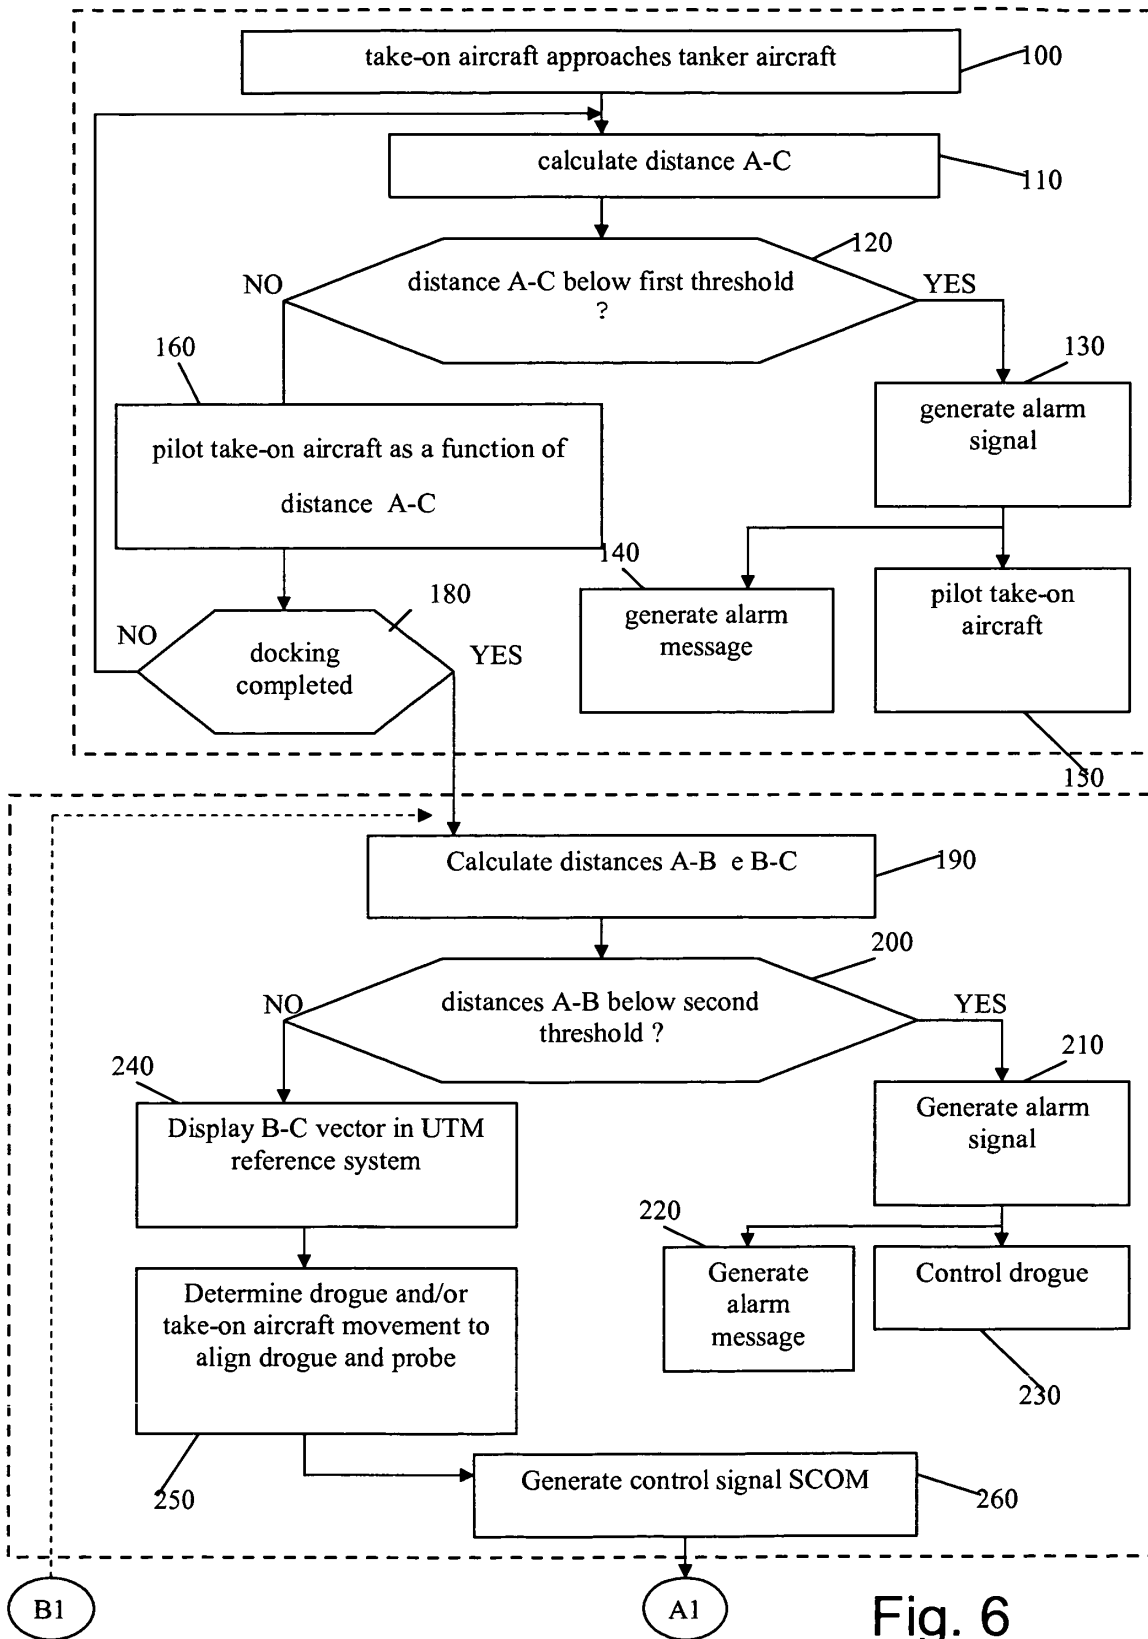 take-on aircraft approaches tanker aircraft
100
calculate distance A-C
110
120
NO
distance A-C below first threshold
?
YES
160
130
pilot take-on aircraft as a function of
distance A-C
generate alarm
signal
140
180
generate alarm
message
pilot take-on
aircraft
NO
docking
completed
YES
150
Calculate distances A-B e B-C
190
200
NO
distances A-B below second
threshold ?
YES
240
210
Display B-C vector in UTM
reference system
Generate alarm
signal
220
Determine drogue and/or
take-on aircraft movement to
align drogue and probe
Generate
alarm
message
Control drogue
230
250
Generate control signal SCOM
260
B1
A1
Fig. 6